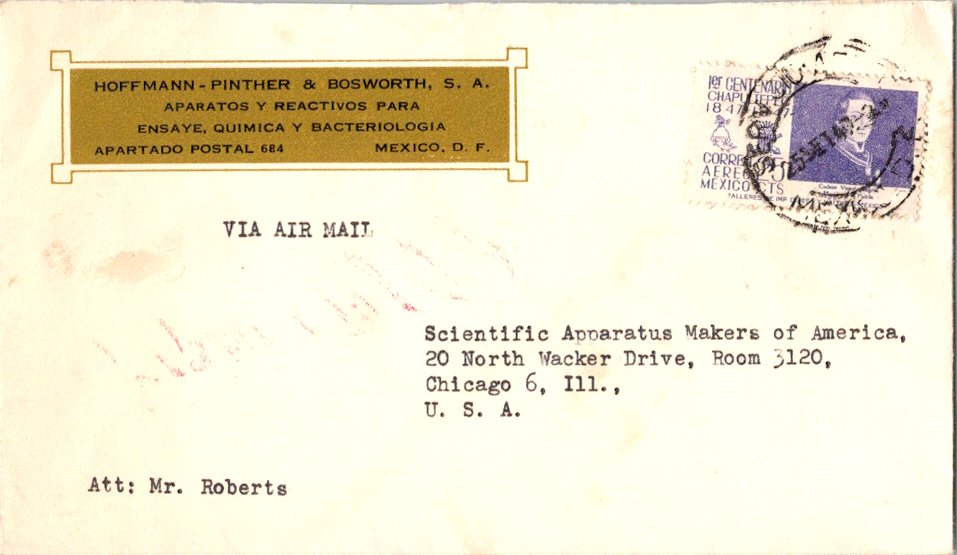 HOFFMANN - PINTHER & BOSWORTH, S. A.
APARATOS Y REACTIVOS PARA
ENSAYE, QUIMICA Y BACTERIOLOGIA
APARTADO POSTAL 684 MEXICO, D. F.
1er CENTENARIO
1847
CORREO
AEREO
MEXICO CTS
VIA AIR MAIL
Scientific Apparatus Makers of America,
20 North Wacker Drive, Room 3120,
Chicago 6, Ill.,
U. S. A.
Att: Mr. Roberts